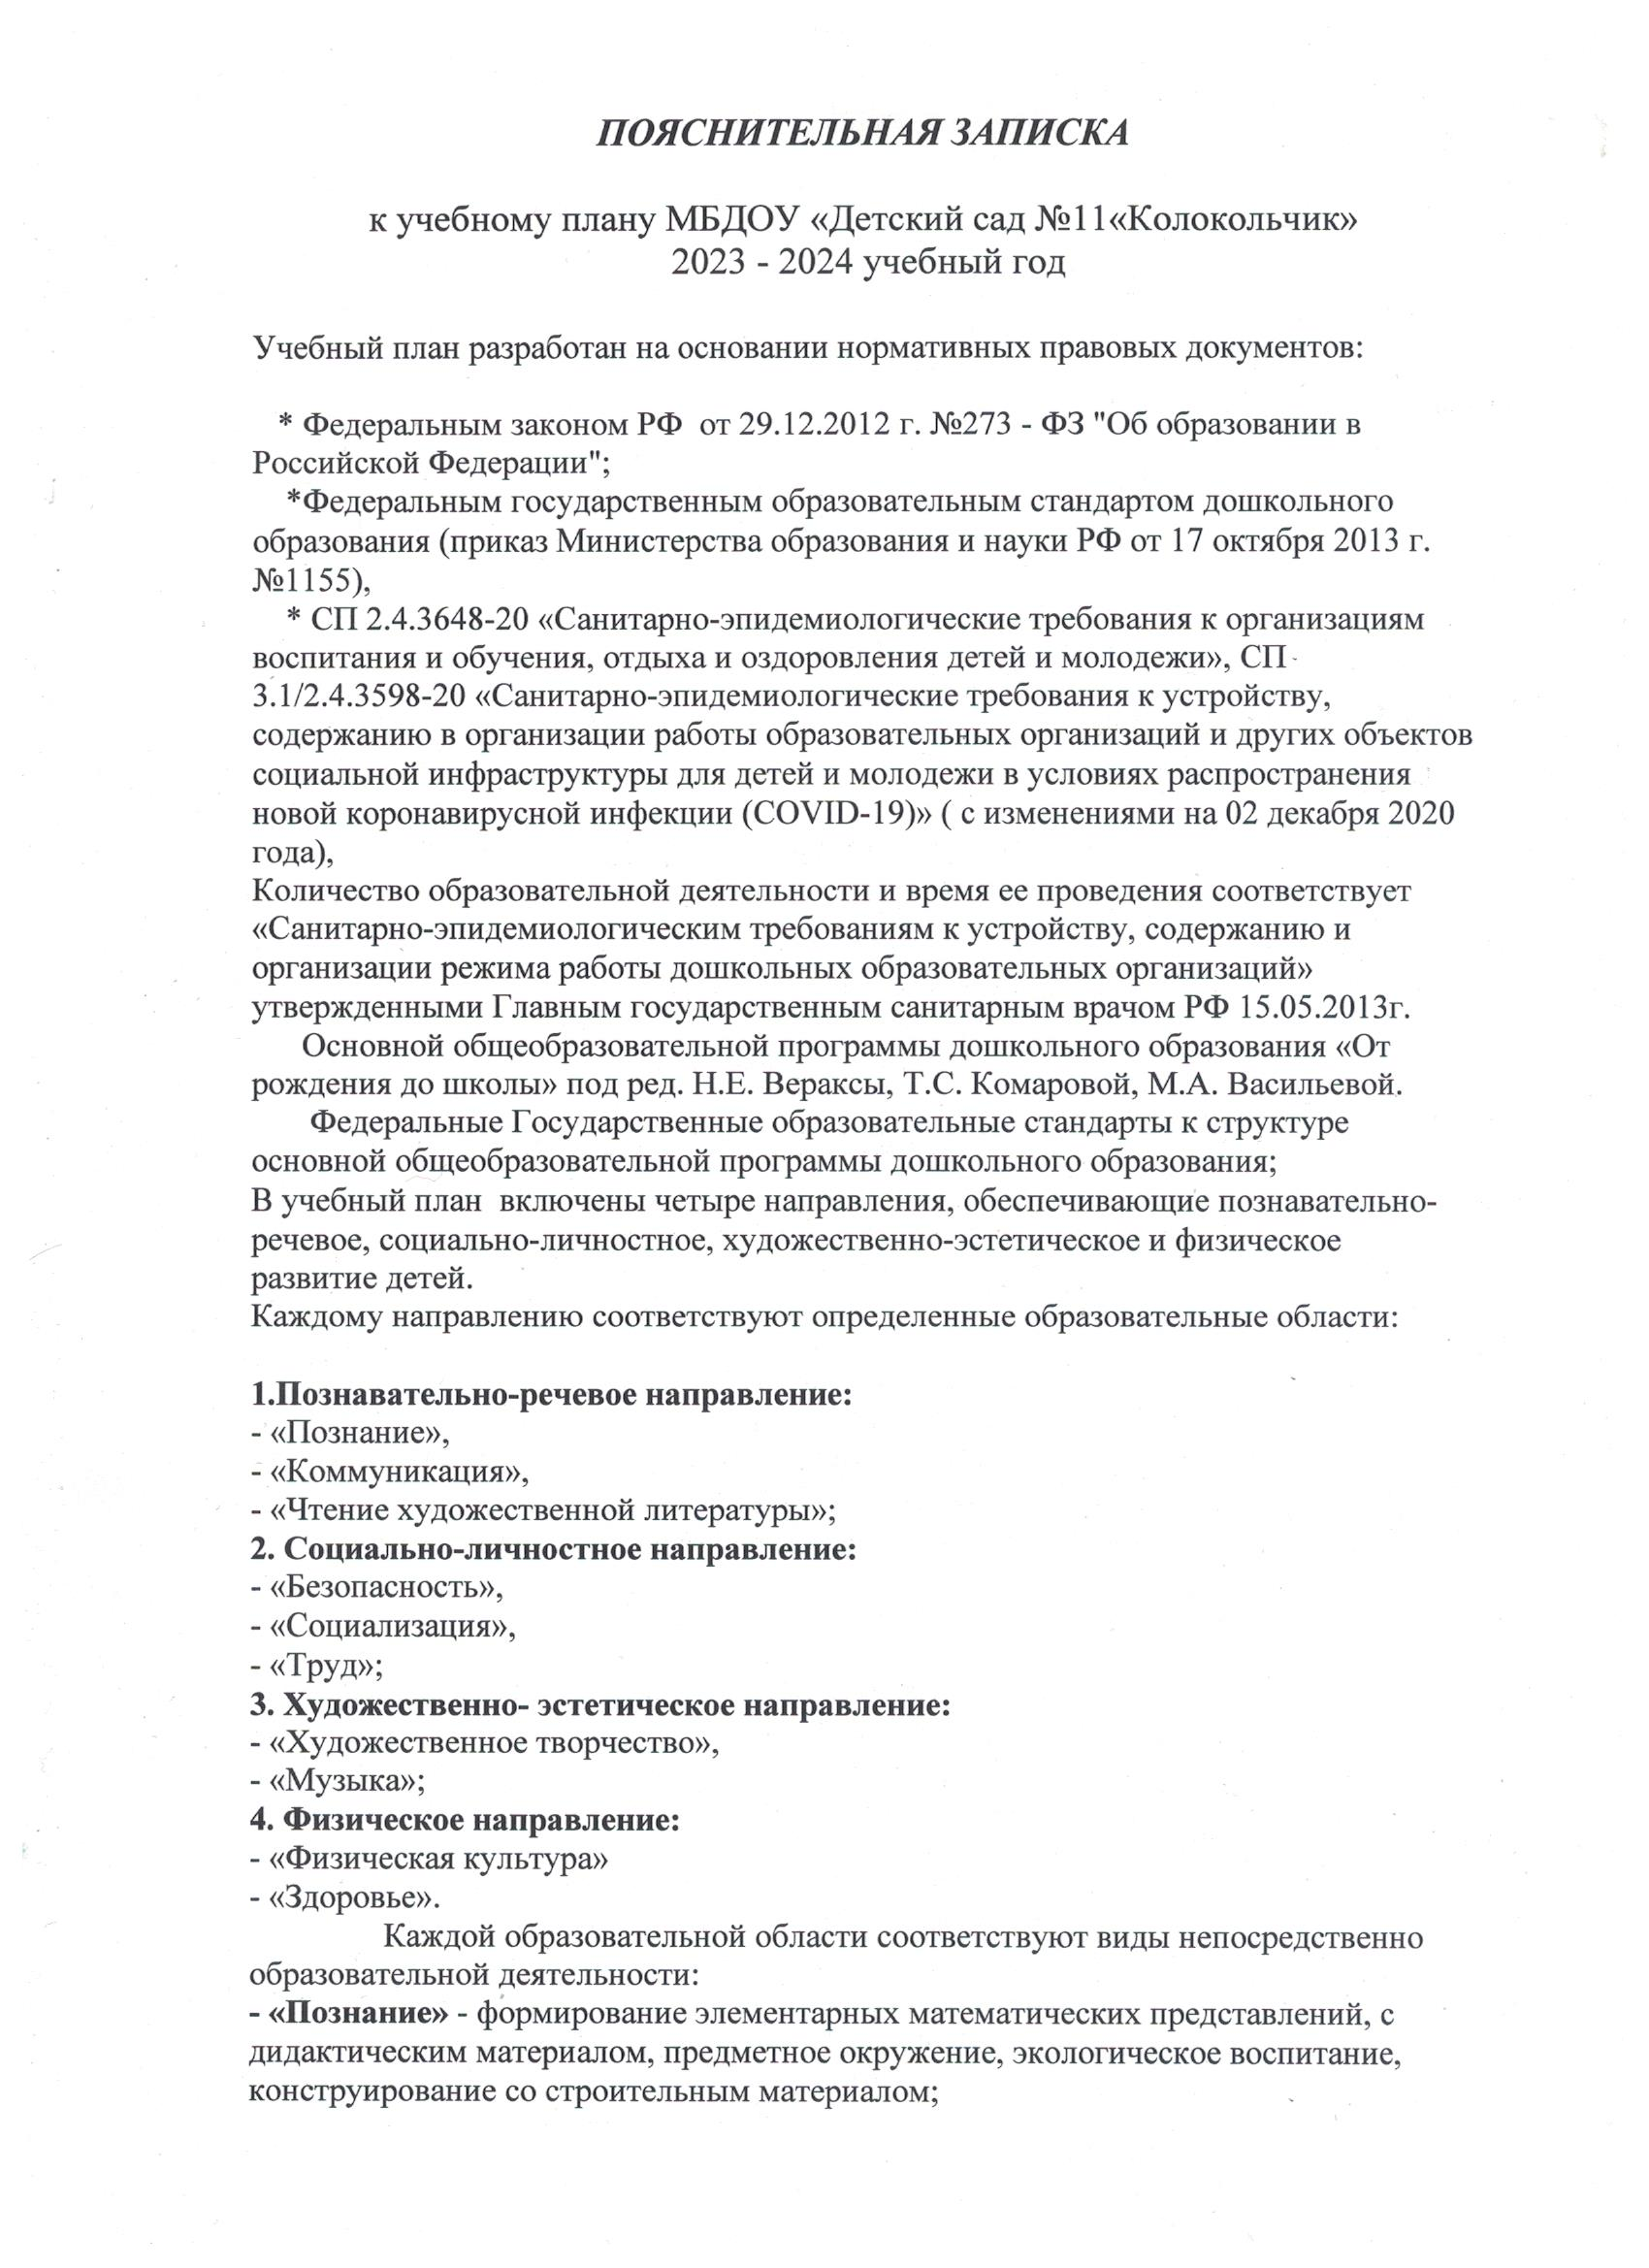 ПОЯСНИТЕЛЬНАЯ ЗАПИСКА
к учебному плану МБДОУ «Детский сад №11«Колокольчик»
2023 - 2024 учебный год
Учебный план разработан на основании нормативных правовых документов:
* Федеральным законом РФ от 29.12.2012 г. №273 - ФЗ "Об образовании в
Российской Федерации";
*Федеральным государственным образовательным стандартом дошкольного
образования (приказ Министерства образования и науки РФ от 17 октября 2013 г.
№1155),
* СП 2.4.3648-20 «Санитарно-эпидемиологические требования к организациям
воспитания и обучения, отдыха и оздоровления детей и молодежи», СП
3.1/2.4.3598-20 «Санитарно-эпидемиологические требования к устройству,
содержанию в организации работы образовательных организаций и других объектов
социальной инфраструктуры для детей и молодежи в условиях распространения
новой коронавирусной инфекции (COVID-19)» ( с изменениями на 02 декабря 2020
года),
Количество образовательной деятельности и время ее проведения соответствует
«Санитарно-эпидемиологическим требованиям к устройству, содержанию и
организации режима работы дошкольных образовательных организаций»
утвержденными Главным государственным санитарным врачом РФ 15.05.2013г.
Основной общеобразовательной программы дошкольного образования «От
рождения до школы» под ред. Н.Е. Вераксы, Т.С. Комаровой, М.А. Васильевой.
Федеральные Государственные образовательные стандарты к структуре
основной общеобразовательной программы дошкольного образования;
В учебный план включены четыре направления, обеспечивающие познавательно-
речевое, социально-личностное, художественно-эстетическое и физическое
развитие детей.
Каждому направлению соответствуют определенные образовательные области:
1.Познавательно-речевое направление:
- «Познание»,
- «Коммуникация»,
- «Чтение художественной литературы»;
2. Социально-личностное направление:
- «Безопасность»,
- «Социализация»,
- «Труд»;
3. Художественно- эстетическое направление:
- «Художественное творчество»,
- «Музыка»;
4. Физическое направление:
- «Физическая культура»
- «Здоровье».
Каждой образовательной области соответствуют виды непосредственно
образовательной деятельности:
- «Познание» - формирование элементарных математических представлений, с
дидактическим материалом, предметное окружение, экологическое воспитание,
конструирование со строительным материалом;